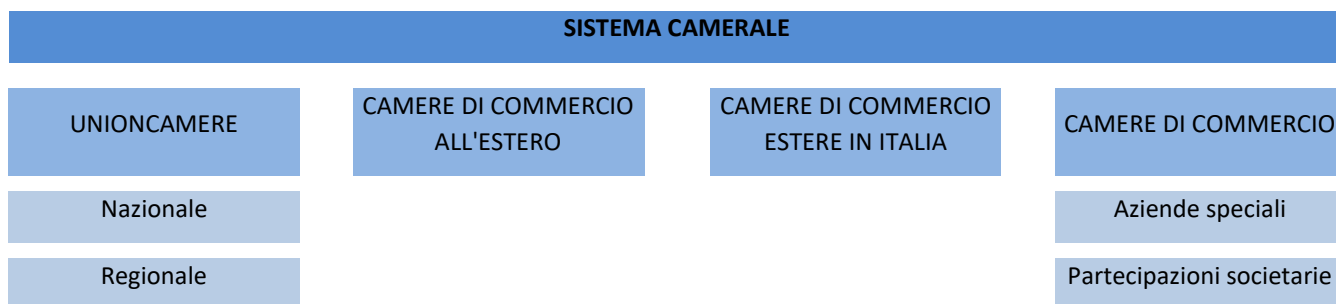 SISTEMA CAMERALE
UNIONCAMERE
CAMERE DI COMMERCIO
ALL'ESTERO
CAMERE DI COMMERCIO
ESTERE IN ITALIA
CAMERE DI COMMERCIO
Nazionale
Aziende speciali
Regionale
Partecipazioni societarie